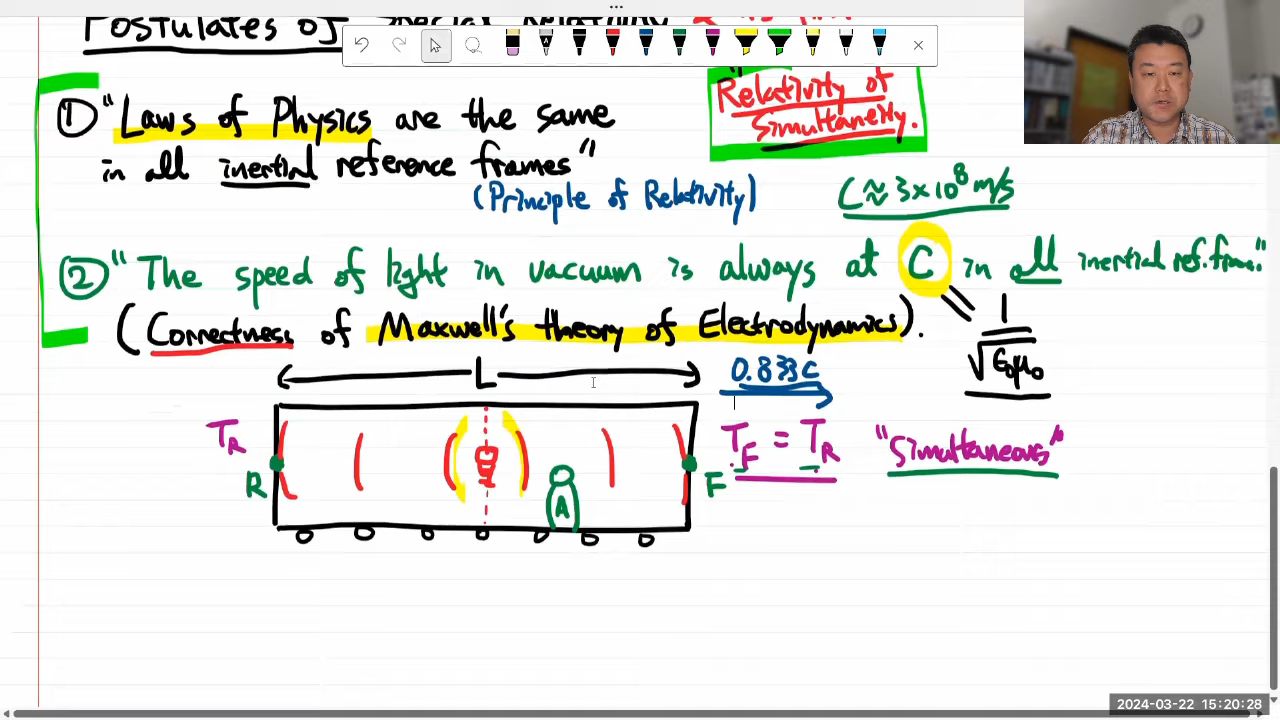 Postulates of Special Relativity
"Relativity of
Simultaneity.
① "Laws of Physics are the same
in all inertial reference frames"
(Principle of Relativity)
C ≈ 3×10⁸ m/s
② "The speed of light in vacuum is always at C in all inertial ref. frame."
(Correctness of Maxwell's theory of Electrodynamics).
1
√ε₀μ₀
L
0.833c
T_R
T_F = T_R
"Simultaneous"
R
A
F
2024-03-22 15:20:28